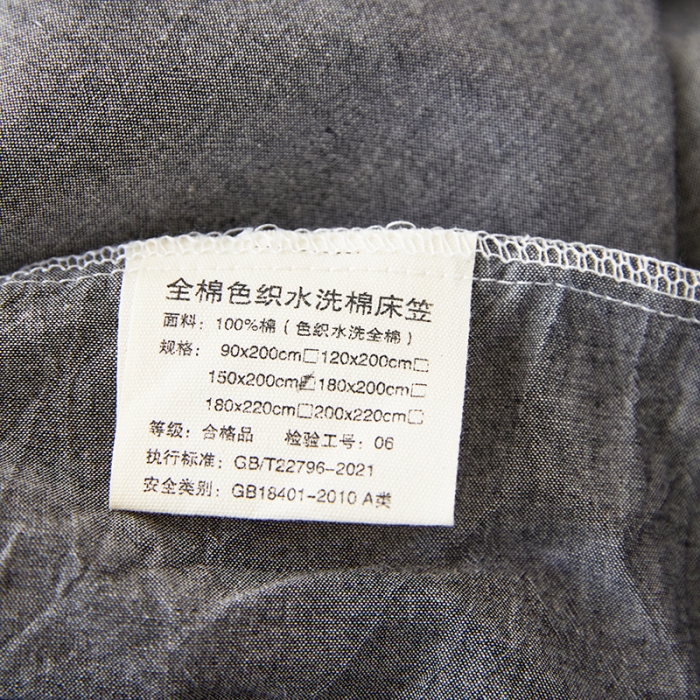 全棉色织水洗棉床笠
面料：100%棉（色织水洗全棉）
规格： 90x200cm□120x200cm□
150x200cm☑180x200cm□
180x220cm□200x220cm□
等级：合格品 检验工号：06
执行标准：GB/T22796-2021
安全类别：GB18401-2010 A类